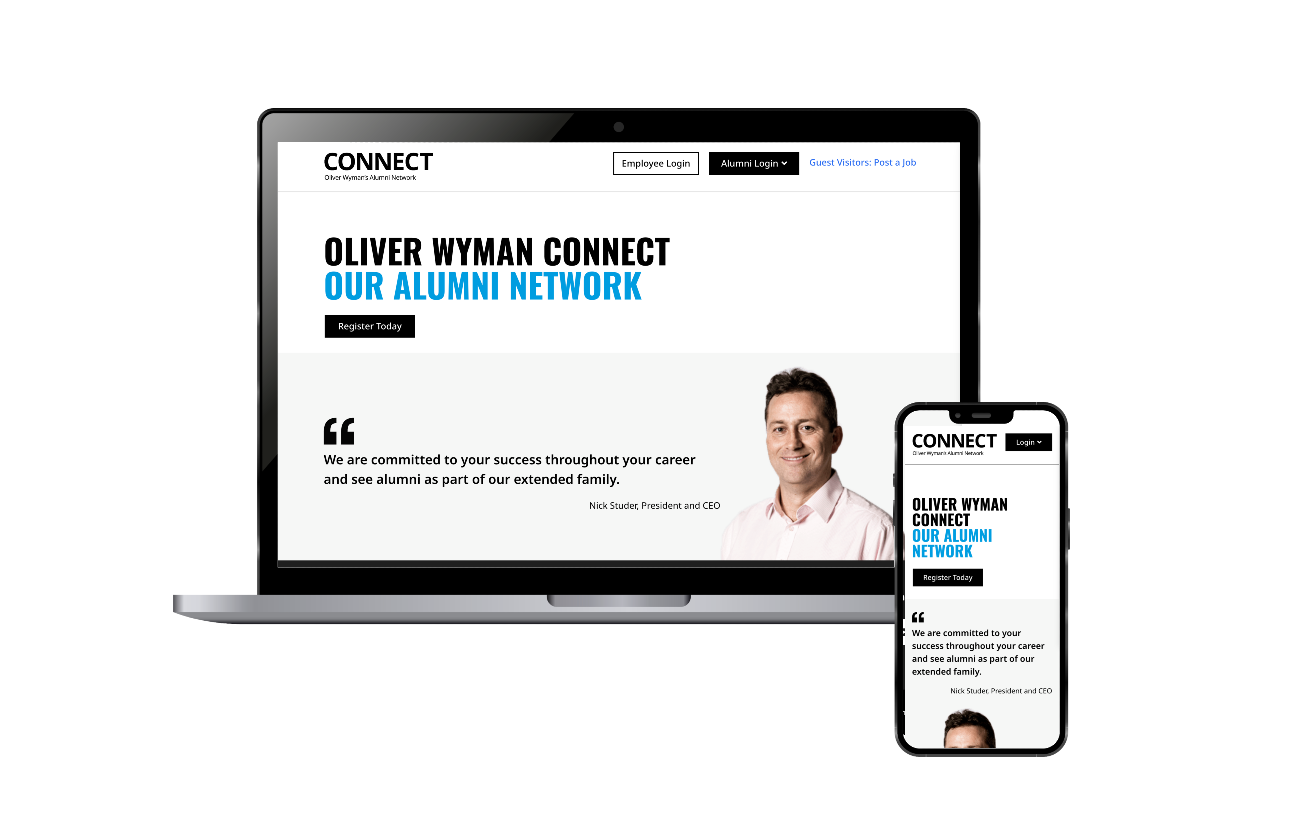 CONNECT
Oliver Wyman's Alumni Network
Employee Login
Alumni Login
Guest Visitors: Post a Job
OLIVER WYMAN CONNECT
OUR ALUMNI NETWORK
Register Today
“
We are committed to your success throughout your career
and see alumni as part of our extended family.
Nick Studer, President and CEO
CONNECT
Oliver Wyman's Alumni Network
Login
OLIVER WYMAN
CONNECT
OUR ALUMNI
NETWORK
Register Today
“
We are committed to your
success throughout your career
and see alumni as part of our
extended family.
Nick Studer, President and CEO